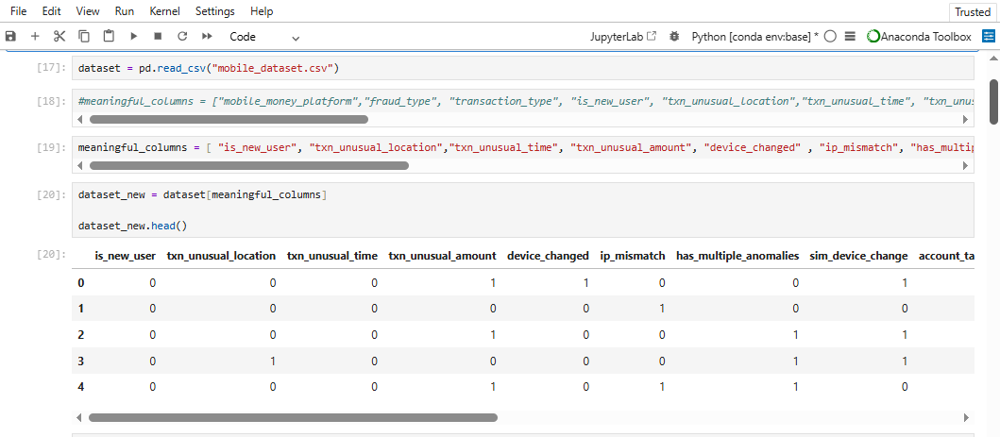 File Edit View Run Kernel Settings Help
Trusted
Code JupyterLab Python [conda env:base] * Anaconda Toolbox
[17]: dataset = pd.read_csv("mobile_dataset.csv")
[18]: #meaningful_columns = ["mobile_money_platform","fraud_type", "transaction_type", "is_new_user", "txn_unusual_location","txn_unusual_time", "txn_unus
[19]: meaningful_columns = [ "is_new_user", "txn_unusual_location","txn_unusual_time", "txn_unusual_amount", "device_changed" , "ip_mismatch", "has_multip
[20]: dataset_new = dataset[meaningful_columns]
dataset_new.head()
[20]: is_new_user txn_unusual_location txn_unusual_time txn_unusual_amount device_changed ip_mismatch has_multiple_anomalies sim_device_change account_ta
0 0 0 0 1 1 0 0 1
1 0 0 0 0 0 1 0 0
2 0 0 0 1 0 0 1 1
3 0 1 0 0 0 0 1 1
4 0 0 0 1 0 1 1 0